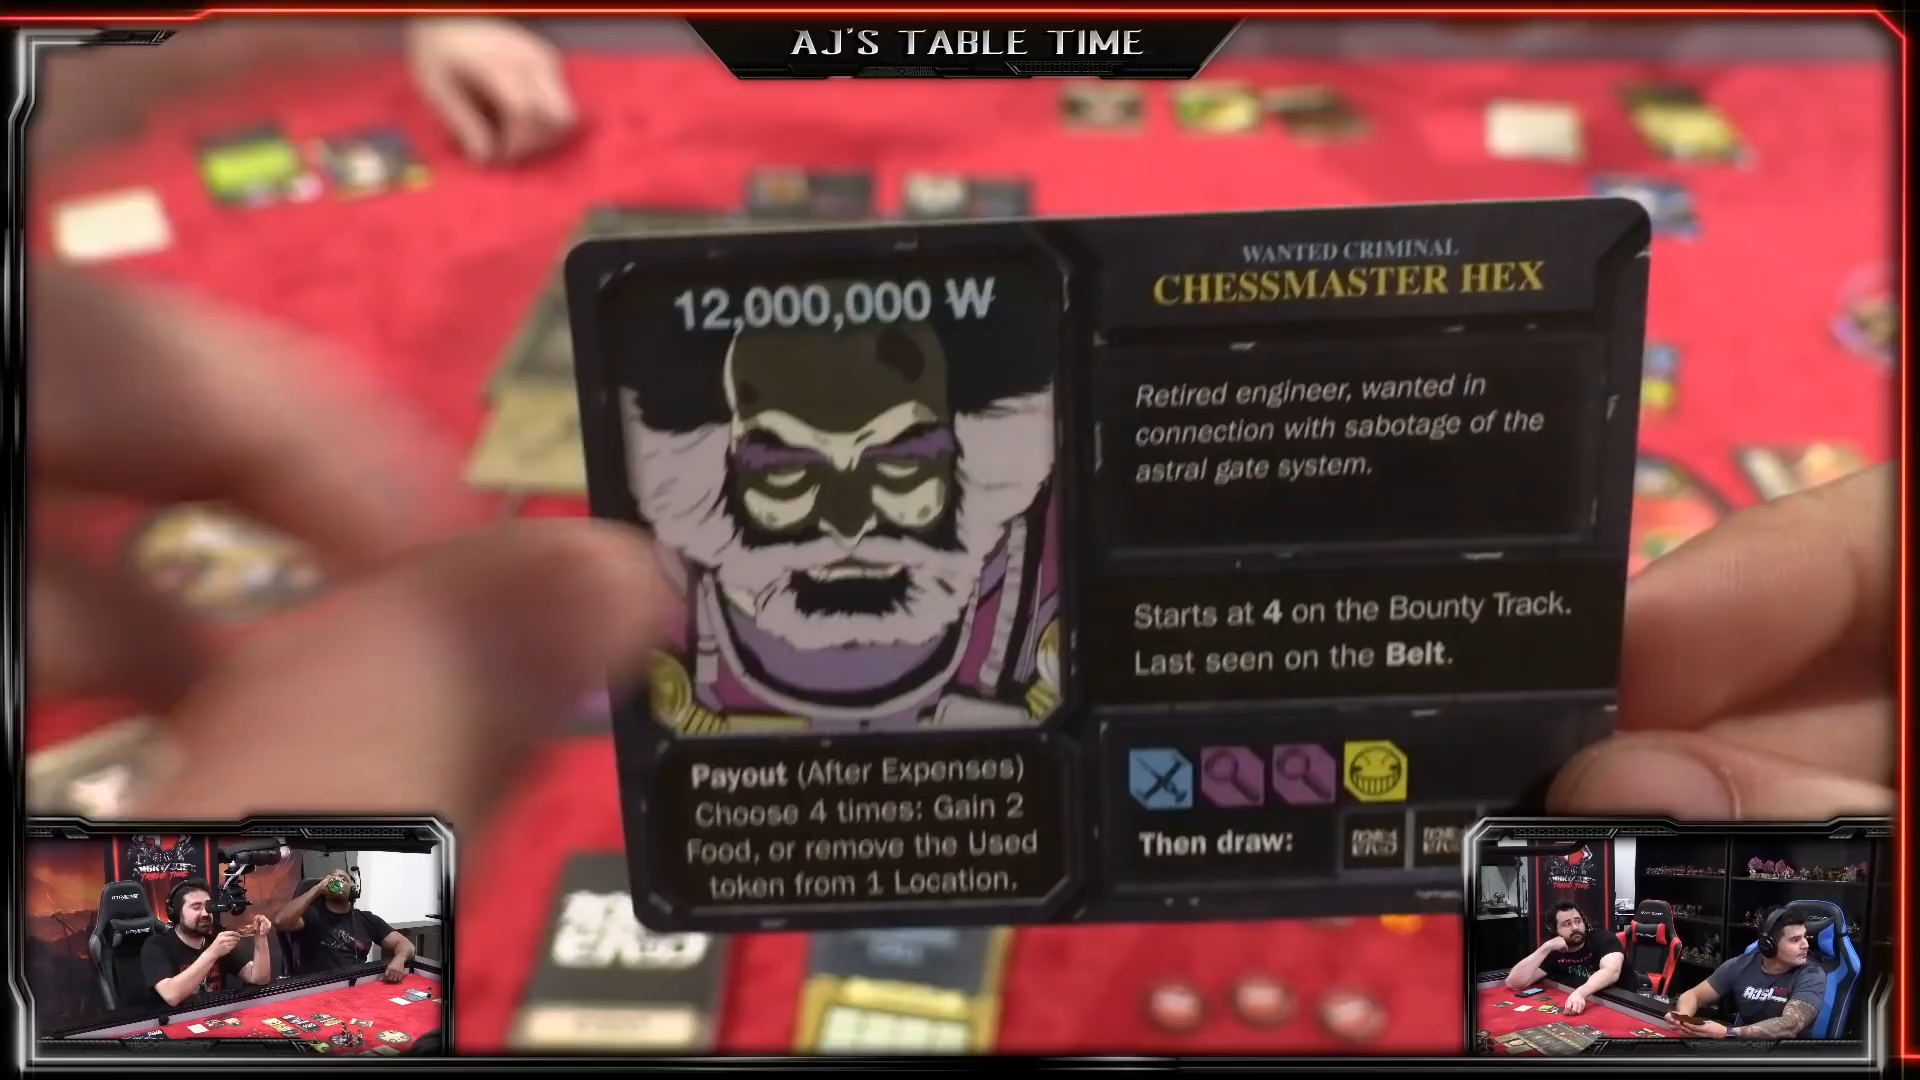 AJ'S TABLE TIME
12,000,000 W
WANTED CRIMINAL
CHESSMASTER HEX
Retired engineer, wanted in
connection with sabotage of the
astral gate system.
Starts at 4 on the Bounty Track.
Last seen on the Belt.
Payout (After Expenses)
Choose 4 times: Gain 2
Food, or remove the Used
token from 1 Location.
Then draw:
TABLE TIME